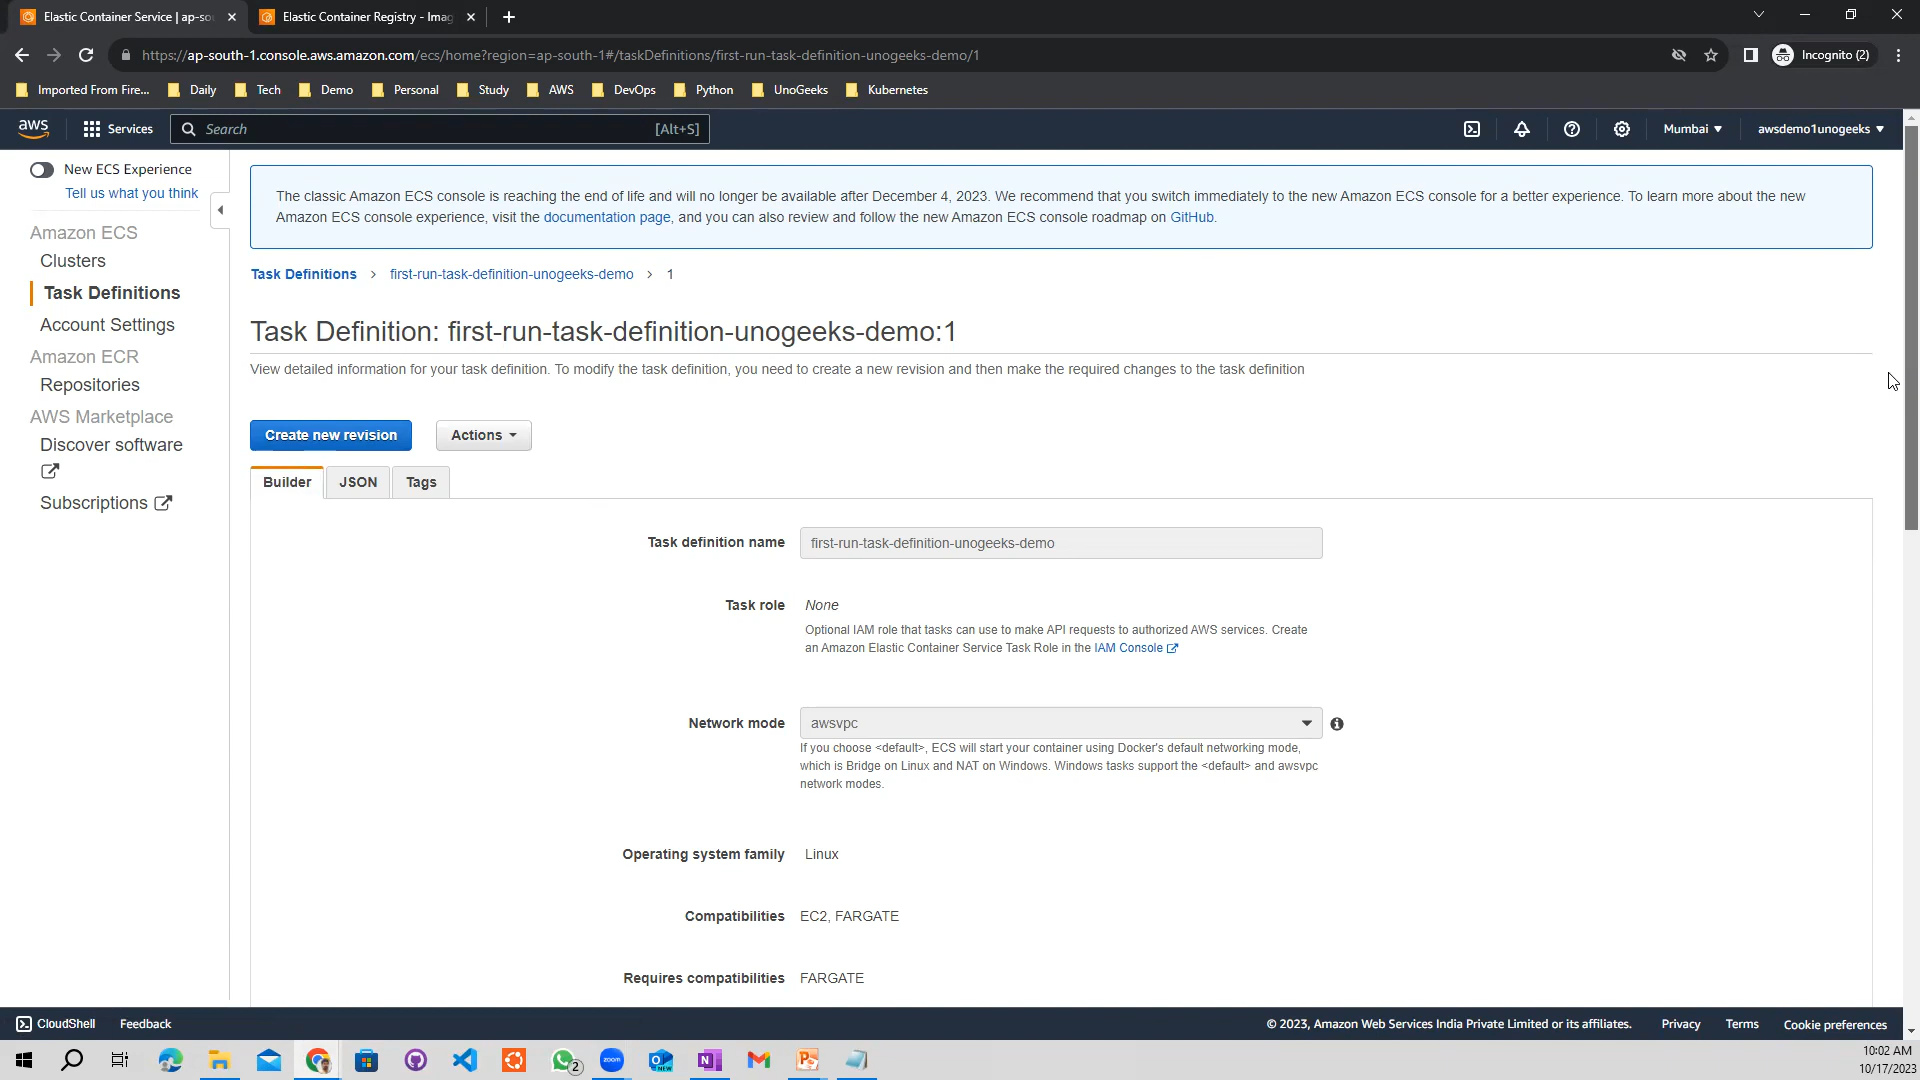 Elastic Container Service | ap-so
Elastic Container Registry - Imag
https://ap-south-1.console.aws.amazon.com/ecs/home?region=ap-south-1#/taskDefinitions/first-run-task-definition-unogeeks-demo/1
Incognito (2)
Imported From Fire...
Daily
Tech
Demo
Personal
Study
AWS
DevOps
Python
UnoGeeks
Kubernetes
aws
Services
Search
[Alt+S]
Mumbai
awsdemo1unogeeks
New ECS Experience
Tell us what you think
Amazon ECS
Clusters
Task Definitions
Account Settings
Amazon ECR
Repositories
AWS Marketplace
Discover software
Subscriptions
The classic Amazon ECS console is reaching the end of life and will no longer be available after December 4, 2023. We recommend that you switch immediately to the new Amazon ECS console for a better experience. To learn more about the new
Amazon ECS console experience, visit the documentation page, and you can also review and follow the new Amazon ECS console roadmap on GitHub.
Task Definitions > first-run-task-definition-unogeeks-demo > 1
Task Definition: first-run-task-definition-unogeeks-demo:1
View detailed information for your task definition. To modify the task definition, you need to create a new revision and then make the required changes to the task definition
Create new revision
Actions
Builder
JSON
Tags
Task definition name
first-run-task-definition-unogeeks-demo
Task role
None
Optional IAM role that tasks can use to make API requests to authorized AWS services. Create
an Amazon Elastic Container Service Task Role in the IAM Console
Network mode
awsvpc
If you choose <default>, ECS will start your container using Docker's default networking mode,
which is Bridge on Linux and NAT on Windows. Windows tasks support the <default> and awsvpc
network modes.
Operating system family
Linux
Compatibilities
EC2, FARGATE
Requires compatibilities
FARGATE
CloudShell
Feedback
© 2023, Amazon Web Services India Private Limited or its affiliates.
Privacy
Terms
Cookie preferences
2
zoom
NEW
10:02 AM
10/17/2023